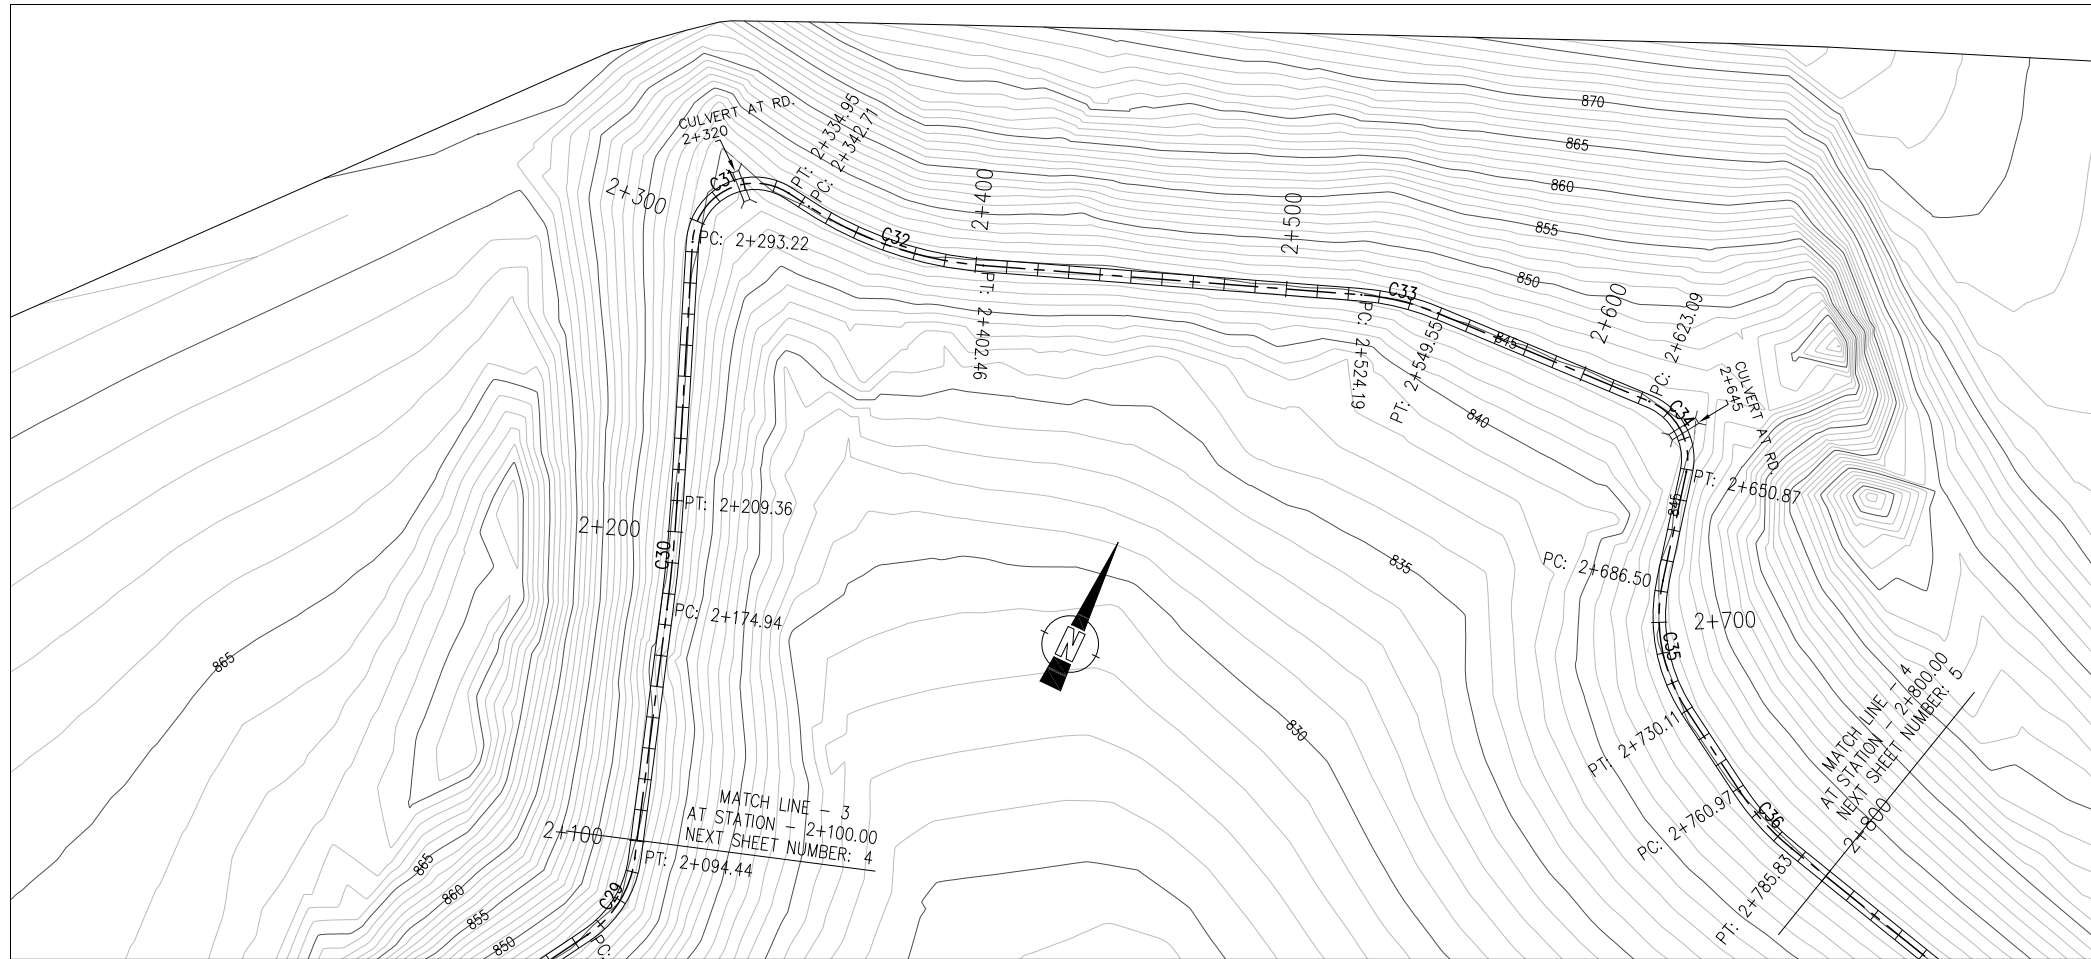 870
865
860
855
850
CULVERT AT RD.
2+320
PT: 2+334.95
PC: 2+342.71
2+300
C31
PC: 2+293.22
C32
2+400
PT: 2+402.46
2+500
C33
PC: 2+524.19
PT: 2+549.55
845
2+600
PC: 2+623.09
C34
CULVERT AT RD
2+645
840
PT: 2+650.87
845
PT: 2+209.36
2+200
C30
PC: 2+174.94
835
PC: 2+686.50
2+700
C35
865
N
830
PT: 2+730.11
MATCH LINE - 4
AT STATION - 2+800.00
NEXT SHEET NUMBER: 5
2+800
PC: 2+760.97
C36
PT: 2+785.83
MATCH LINE - 3
AT STATION - 2+100.00
NEXT SHEET NUMBER: 4
2+100
PT: 2+094.44
C29
PC:
865
860
855
850